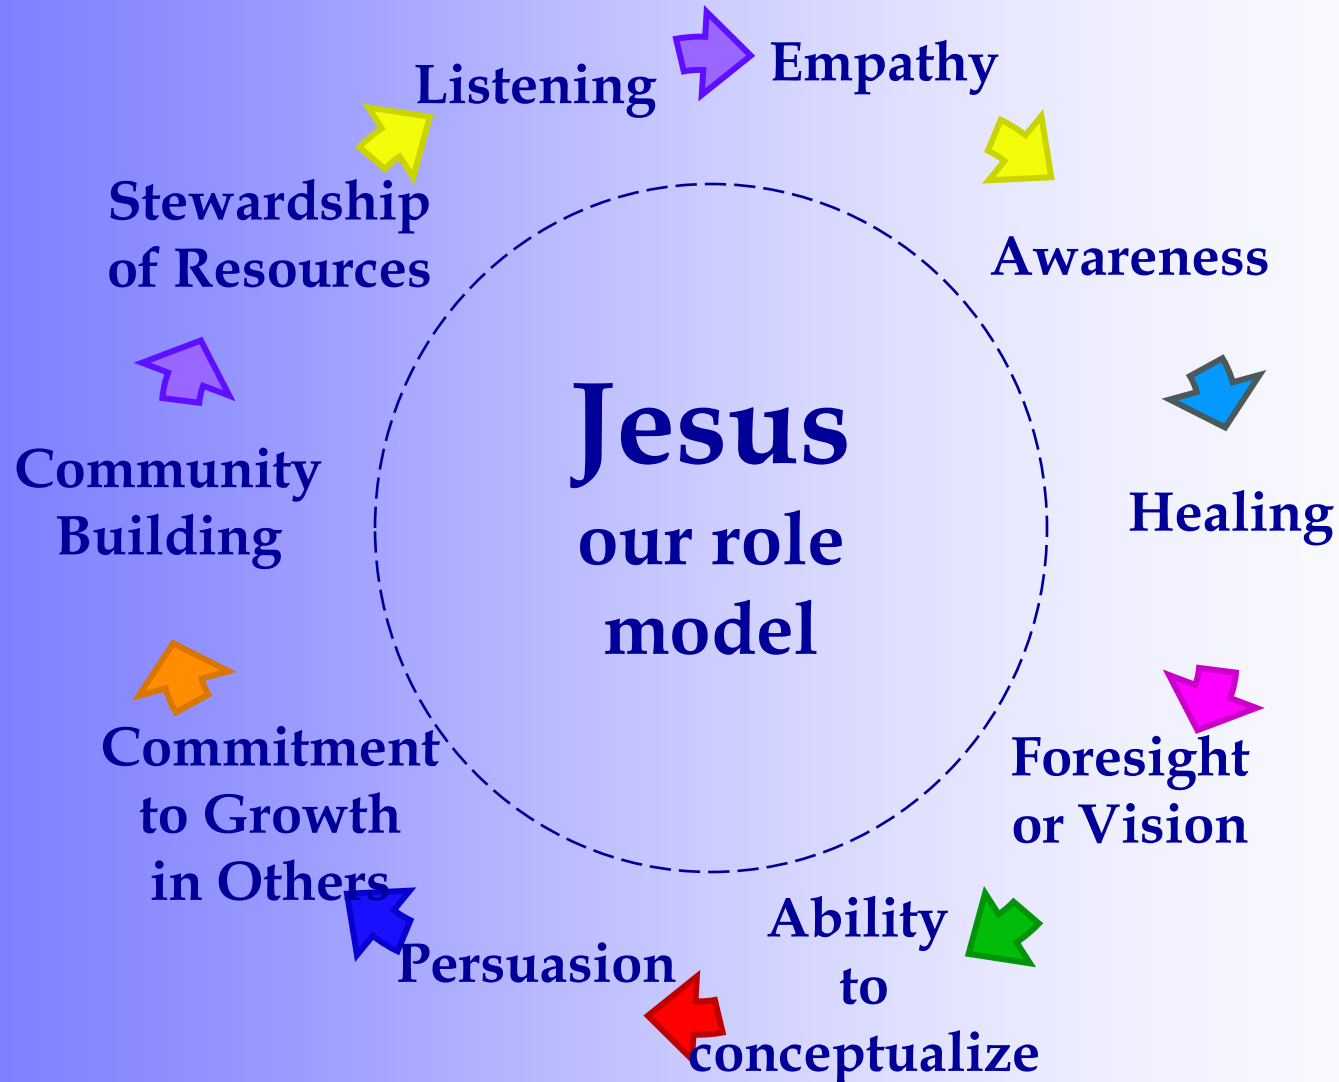 Listening
Empathy
Awareness
Healing
Foresight
or Vision
Ability
to
conceptualize
Persuasion
Commitment
to Growth
in Others
Community
Building
Stewardship
of Resources
Jesus
our role
model